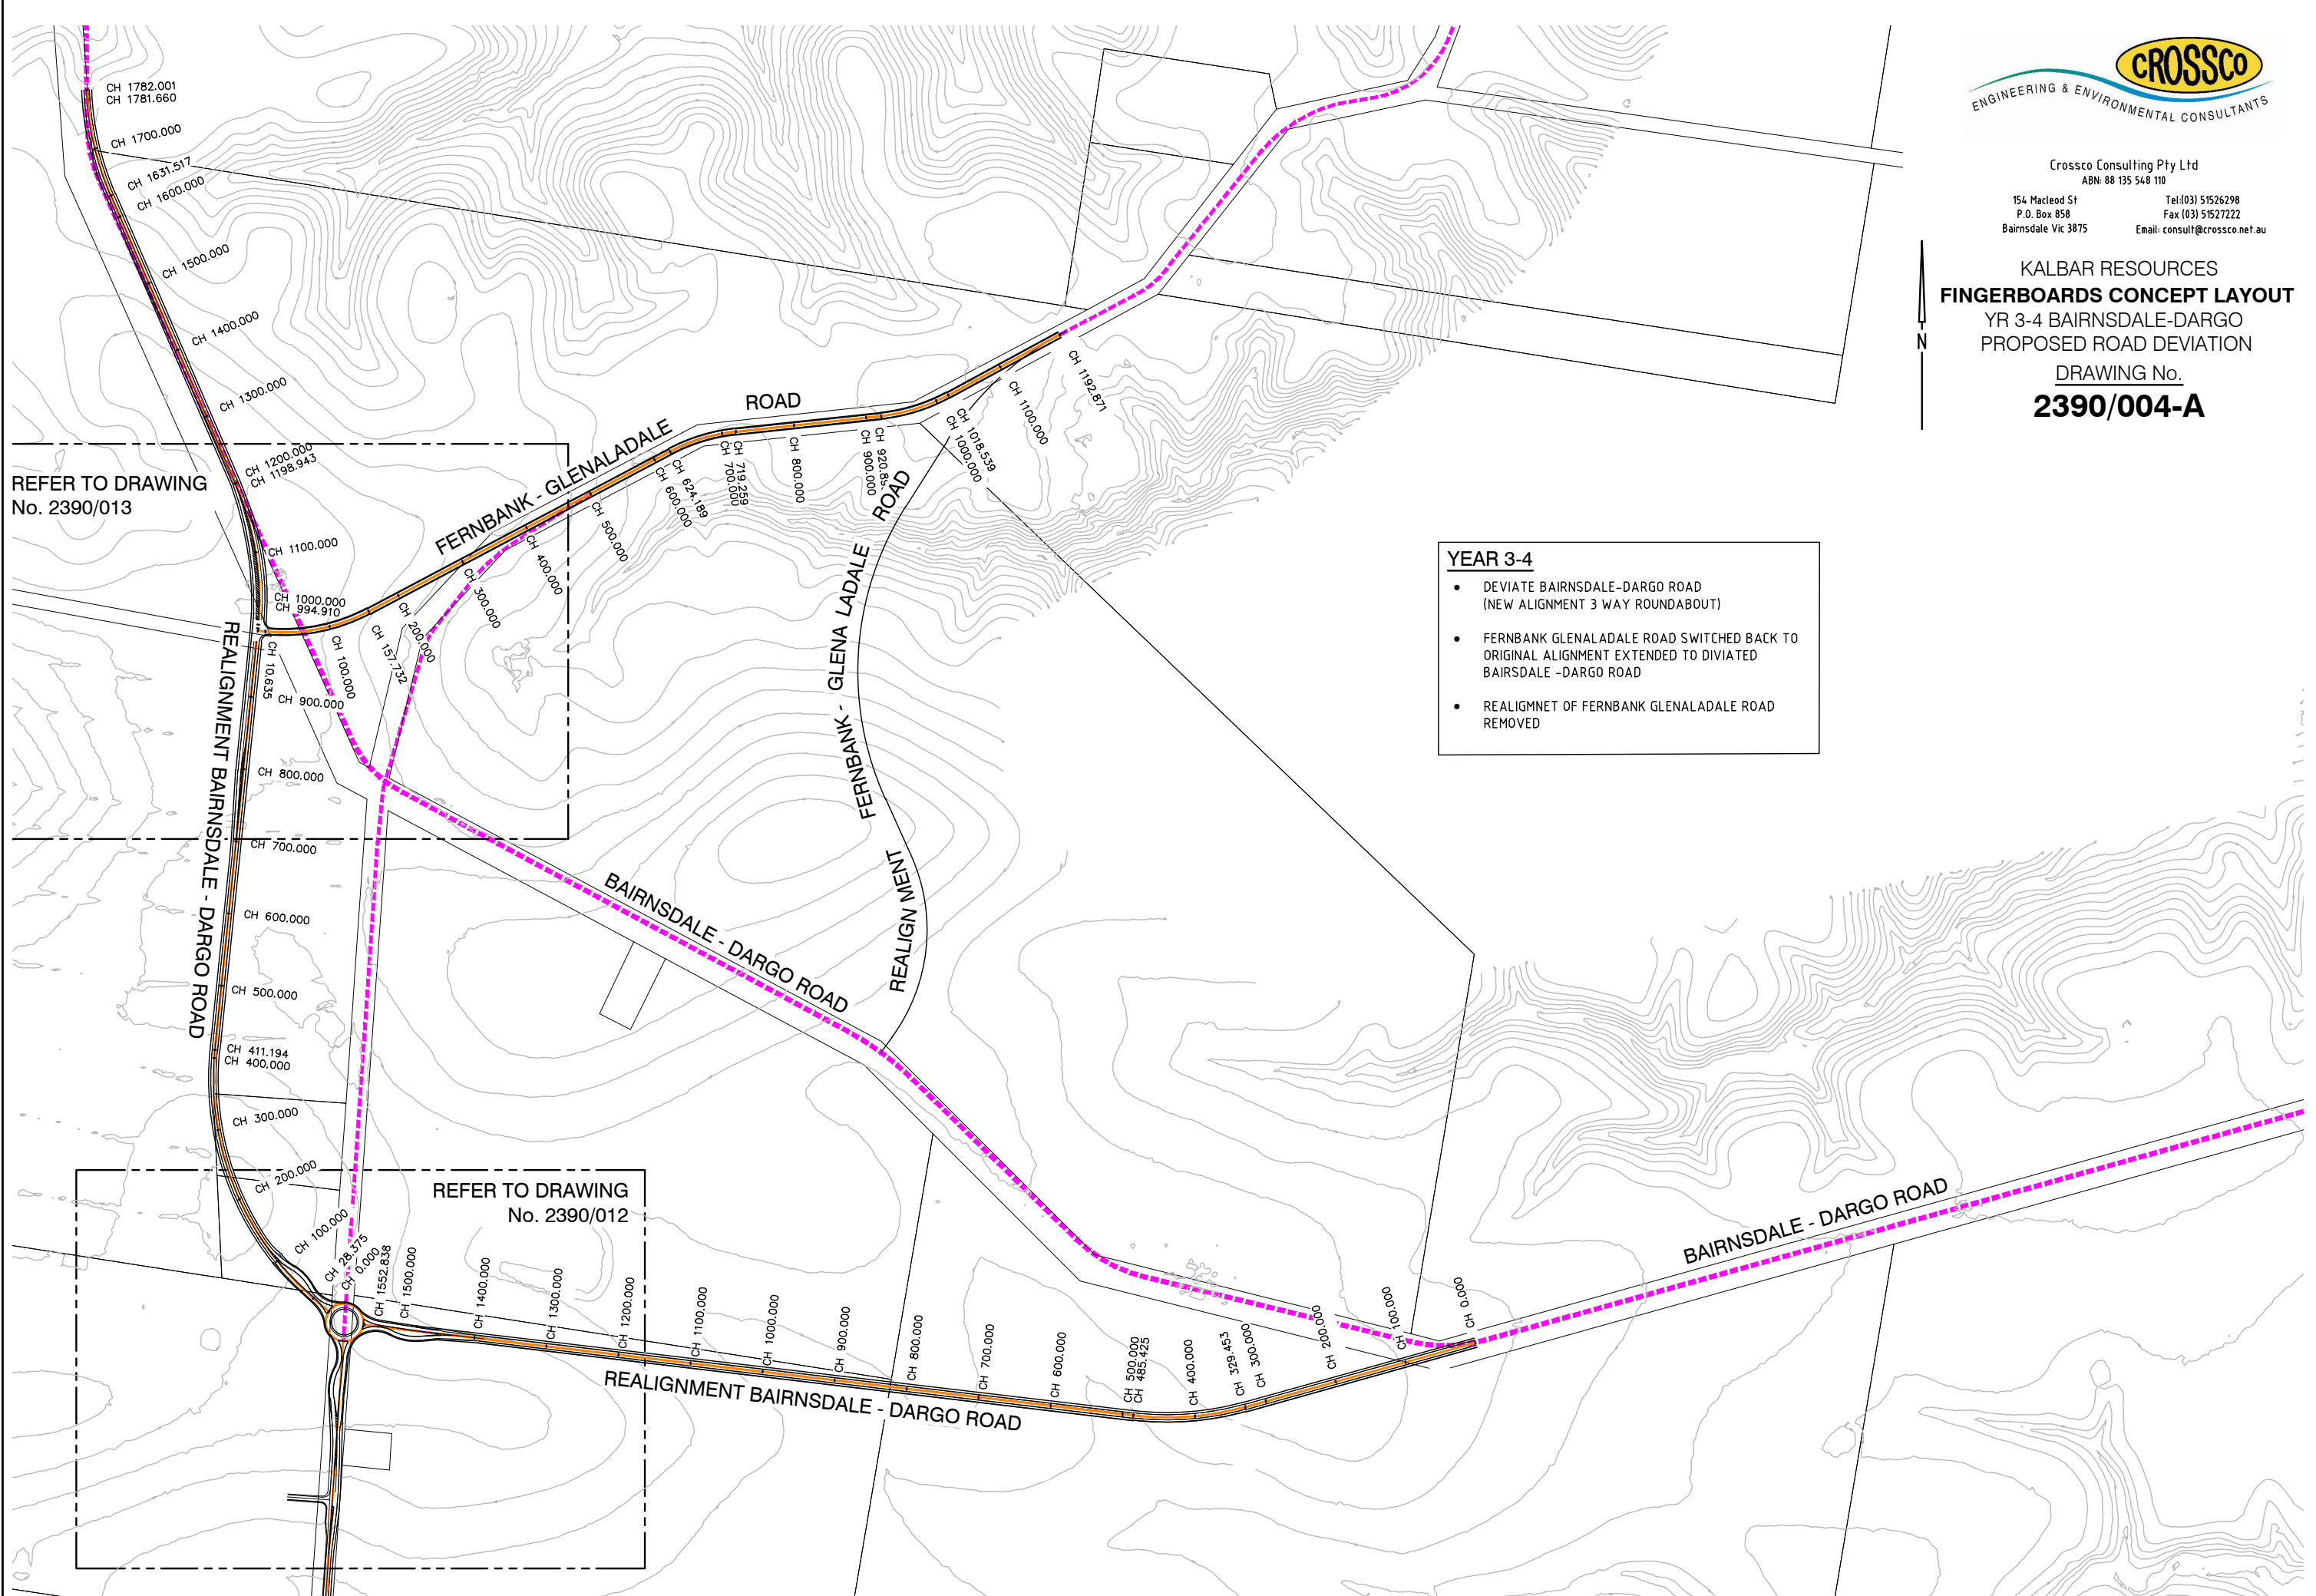 CROSSCO
ENGINEERING & ENVIRONMENTAL CONSULTANTS
Crossco Consulting Pty Ltd
ABN: 88 135 548 110
154 Macleod St
P.O. Box 858
Bairnsdale Vic 3875
Tel:(03) 51526298
Fax (03) 51527222
Email: consult@crossco.net.au
N
KALBAR RESOURCES
FINGERBOARDS CONCEPT LAYOUT
YR 3-4 BAIRNSDALE-DARGO
PROPOSED ROAD DEVIATION
DRAWING No.
2390/004-A
CH 1782.001
CH 1781.660
CH 1700.000
CH 1631.517
CH 1600.000
CH 1500.000
CH 1400.000
CH 1300.000
CH 1200.000
CH 1198.943
REFER TO DRAWING
No. 2390/013
CH 1100.000
CH 1000.000
CH 994.910
CH 900.000
CH 800.000
CH 700.000
CH 600.000
CH 500.000
CH 411.194
CH 400.000
CH 300.000
CH 200.000
CH 100.000
CH 28.375
CH 0.000
REALIGNMENT BAIRNSDALE - DARGO ROAD
FERNBANK - GLENALADALE
ROAD
CH 10.635
CH 100.000
CH 157.732
CH 200.000
CH 300.000
CH 400.000
CH 500.000
CH 600.000
CH 624.189
CH 700.000
CH 719.259
CH 800.000
CH 900.000
CH 920.89
CH 1000.000
CH 1018.539
CH 1100.000
CH 1192.871
REALIGN MENT FERNBANK - GLENA LADALE ROAD
YEAR 3-4
• DEVIATE BAIRNSDALE-DARGO ROAD
(NEW ALIGNMENT 3 WAY ROUNDABOUT)
• FERNBANK GLENALADALE ROAD SWITCHED BACK TO
ORIGINAL ALIGNMENT EXTENDED TO DIVIATED
BAIRSDALE -DARGO ROAD
• REALIGMNET OF FERNBANK GLENALADALE ROAD
REMOVED
BAIRNSDALE - DARGO ROAD
BAIRNSDALE - DARGO ROAD
REFER TO DRAWING
No. 2390/012
CH 1552.838
CH 1500.000
CH 1400.000
CH 1300.000
CH 1200.000
CH 1100.000
CH 1000.000
CH 900.000
CH 800.000
CH 700.000
CH 600.000
CH 500.000
CH 485.425
CH 400.000
CH 329.453
CH 300.000
CH 200.000
CH 100.000
CH 0.000
REALIGNMENT BAIRNSDALE - DARGO ROAD